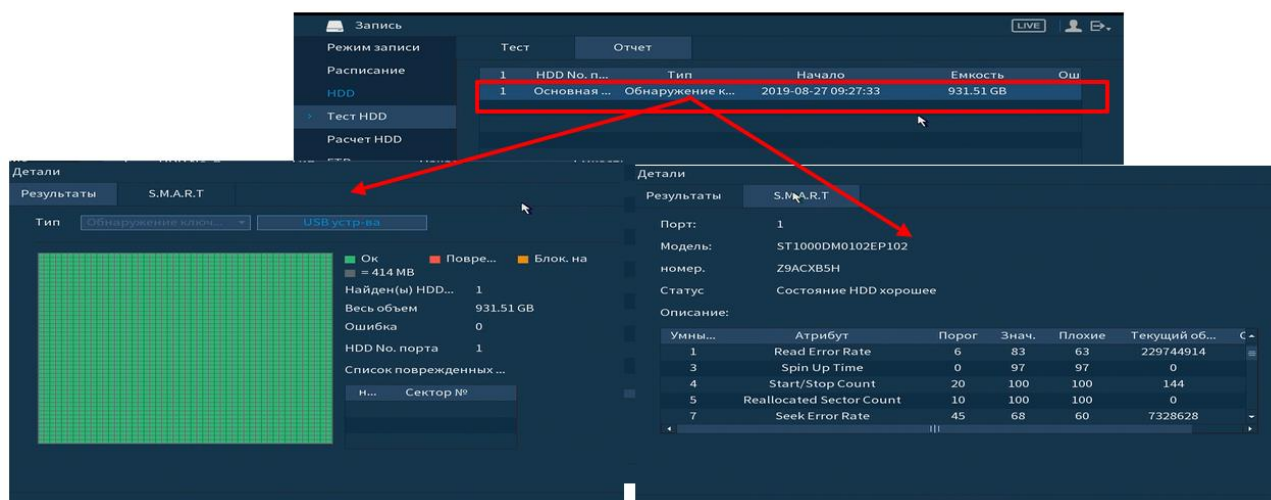 Запись LIVE
Режим записи Тест Отчет
Расписание
1 HDD No. п... Тип Начало Емкость Ош
HDD 1 Основная ... Обнаружение к... 2019-08-27 09:27:33 931.51 GB
Тест HDD
Расчет HDD
Детали
Результаты S.M.A.R.T
Тип Обнаружение ключ... USB устр-ва
Ок Повре... Блок. на
= 414 MB
Найден(ы) HDD... 1
Весь объем 931.51 GB
Ошибка 0
HDD No. порта 1
Список поврежденных ...
н... Сектор №
Детали
Результаты S.M.A.R.T
Порт: 1
Модель: ST1000DM0102EP102
номер. Z9ACXB5H
Статус Состояние HDD хорошее
Описание:
Умны... Атрибут Порог Знач. Плохие Текущий об...
1 Read Error Rate 6 83 63 229744914
3 Spin Up Time 0 97 97 0
4 Start/Stop Count 20 100 100 144
5 Reallocated Sector Count 10 100 100 0
7 Seek Error Rate 45 68 60 7328628